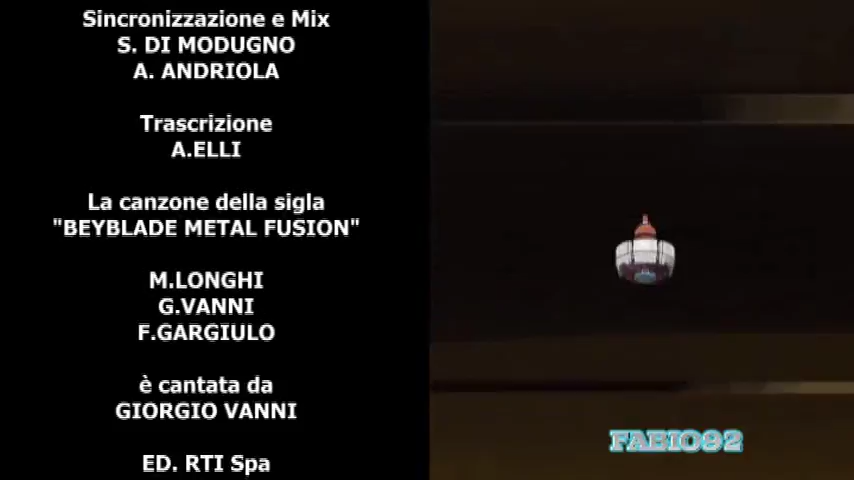 Sincronizzazione e Mix
S. DI MODUGNO
A. ANDRIOLA
Trascrizione
A.ELLI
La canzone della sigla
"BEYBLADE METAL FUSION"
M.LONGHI
G.VANNI
F.GARGIULO
è cantata da
GIORGIO VANNI
ED. RTI Spa
FABIO92